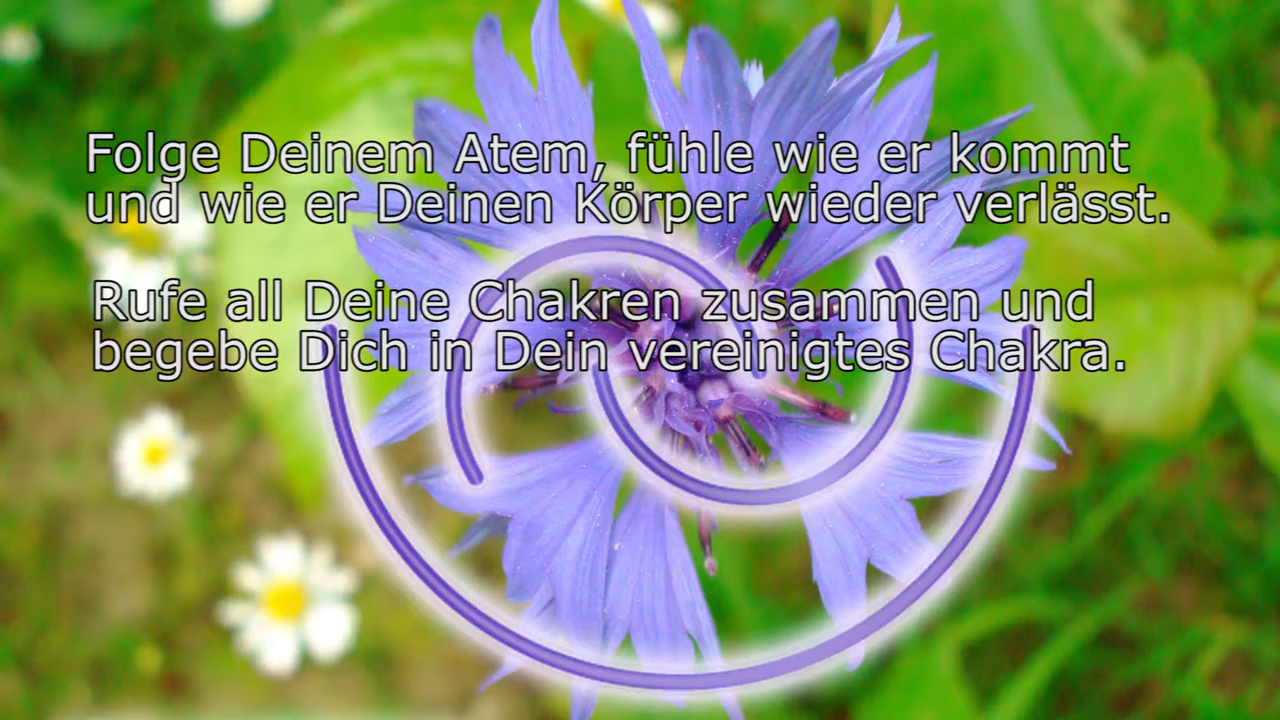 Folge Deinem Atem, fühle wie er kommt
und wie er Deinen Körper wieder verlässt.
Rufe all Deine Chakren zusammen und
begebe Dich in Dein vereinigtes Chakra.